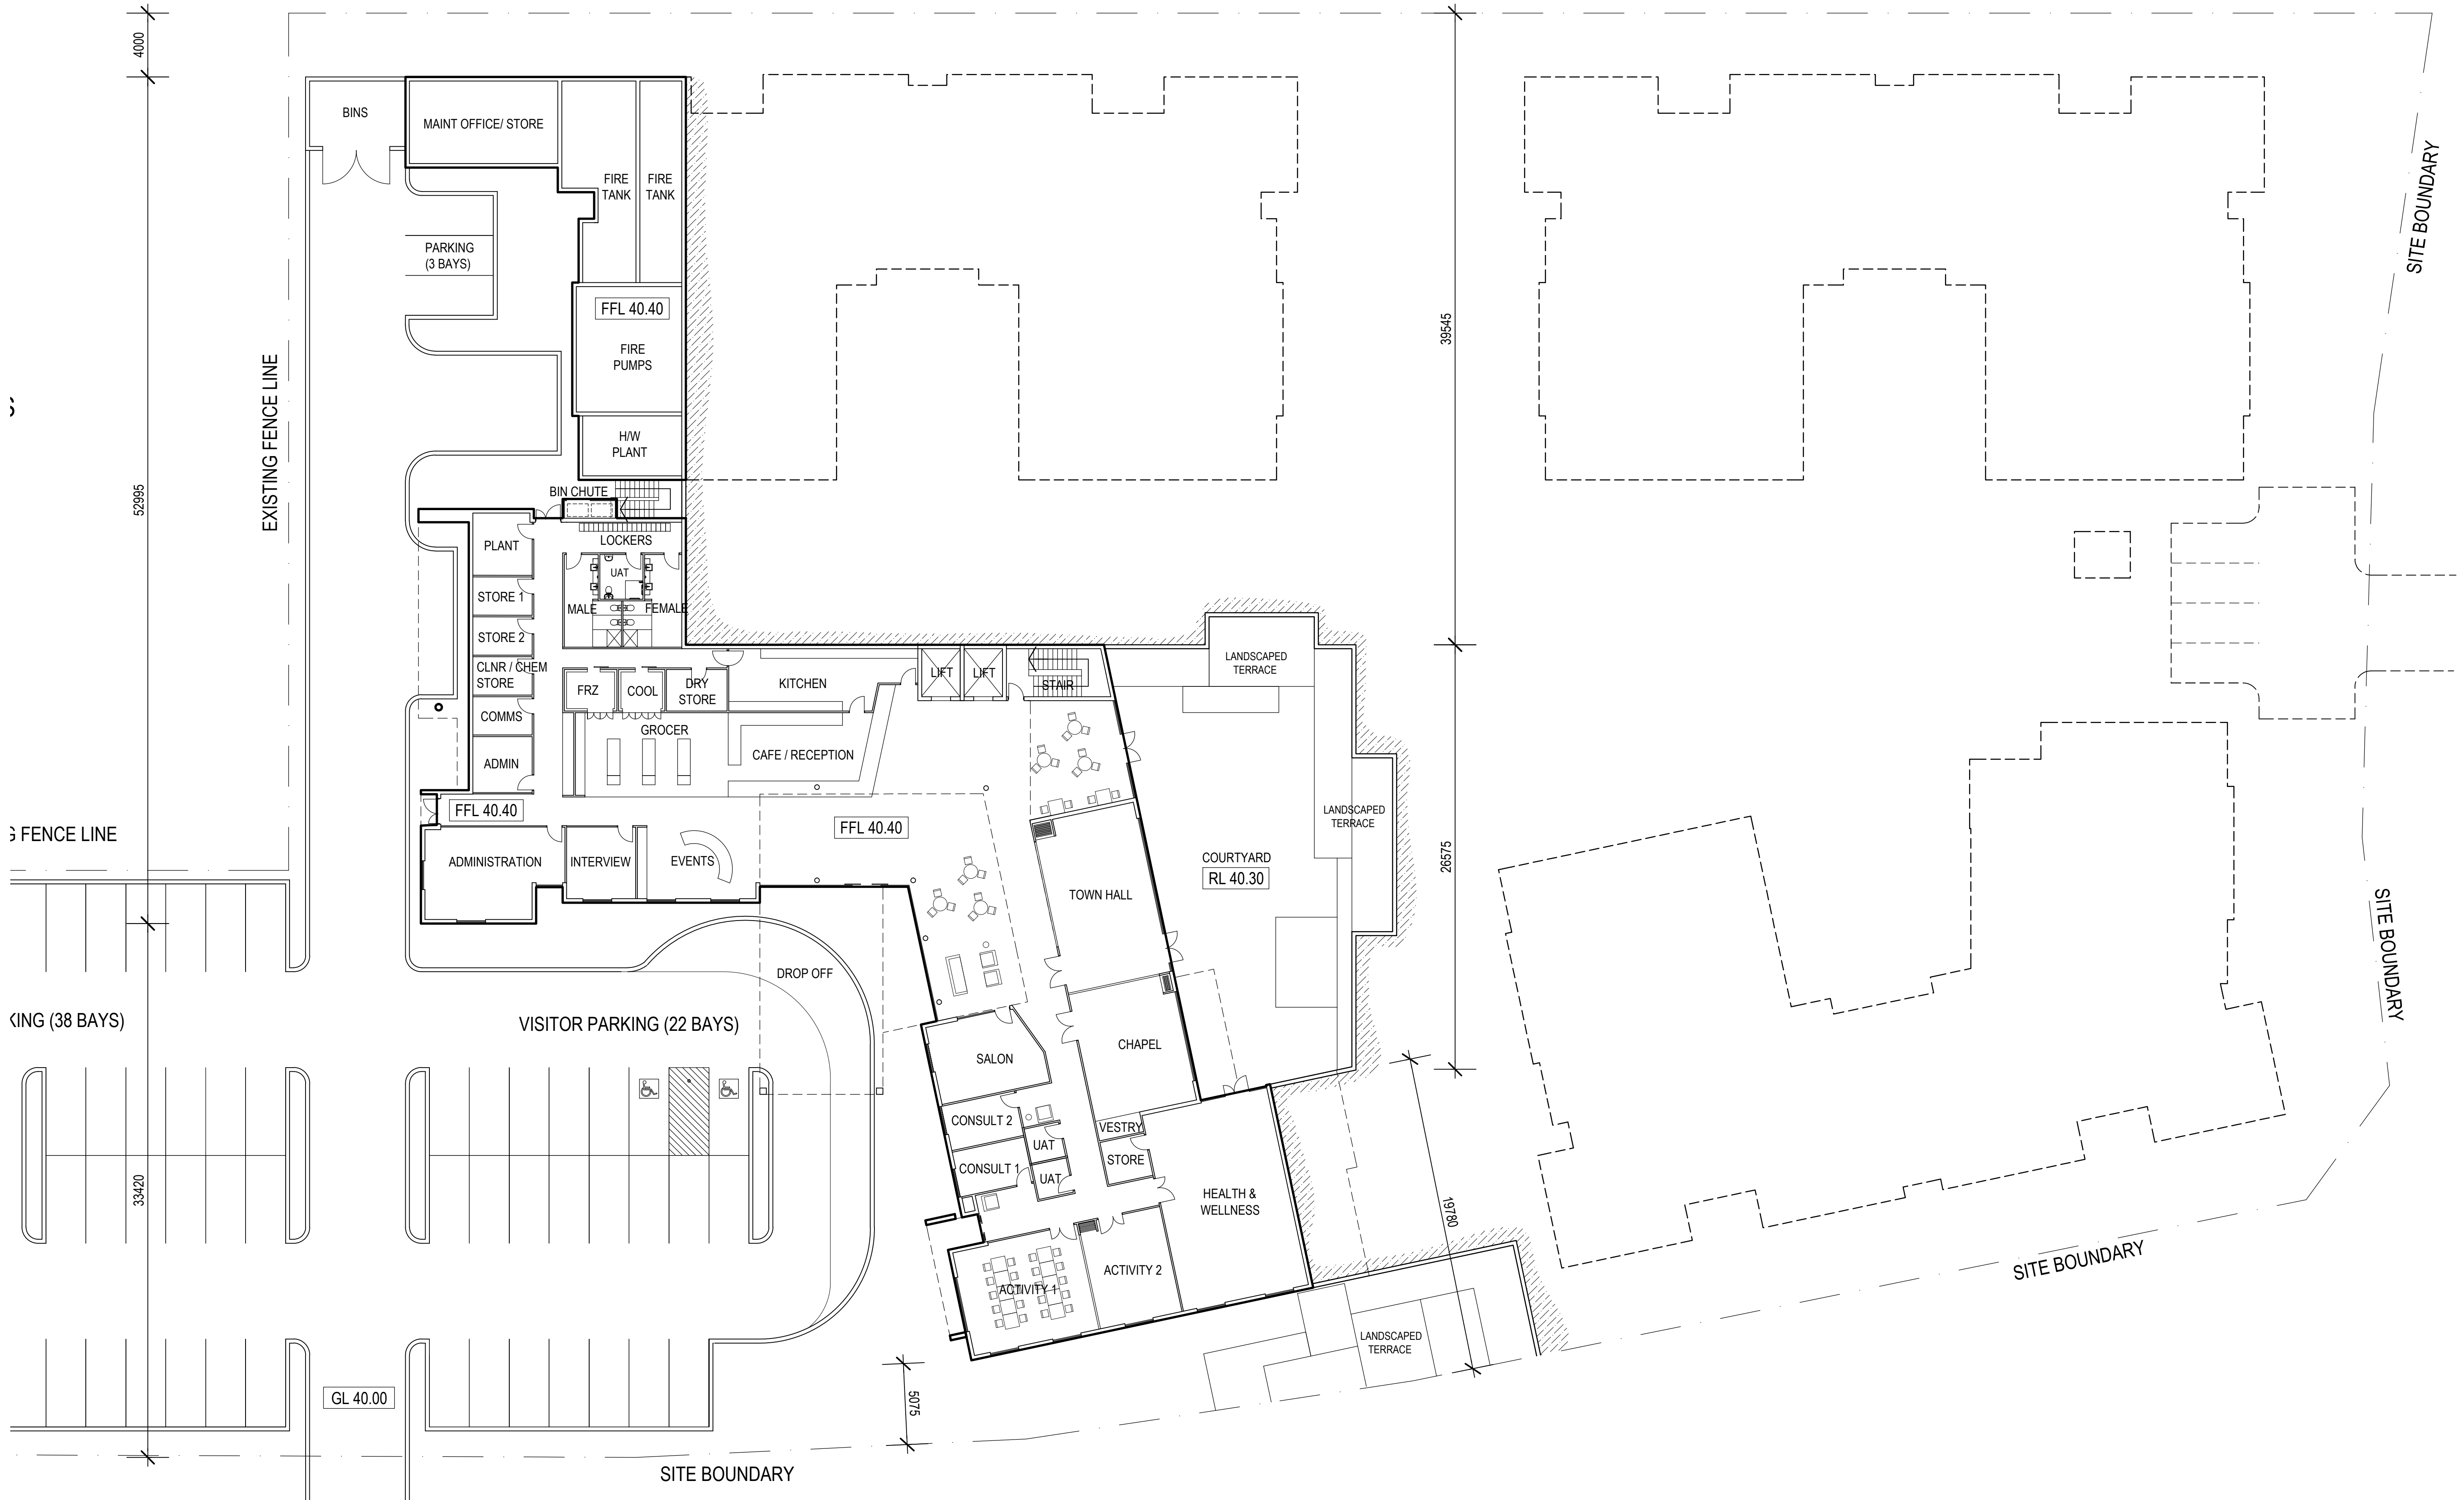 4000
BINS
MAINT OFFICE/ STORE
FIRE
TANK
FIRE
TANK
SITE BOUNDARY
PARKING
(3 BAYS)
FFL 40.40
39545
FIRE
PUMPS
EXISTING FENCE LINE
H/W
PLANT
52995
BIN CHUTE
PLANT
LOCKERS
UAT
STORE 1
MALE
FEMALE
STORE 2
CLNR / CHEM
STORE
FRZ
COOL
DRY
STORE
KITCHEN
LIFT
LIFT
STAIR
LANDSCAPED
TERRACE
COMMS
GROCER
CAFE / RECEPTION
ADMIN
FFL 40.40
FFL 40.40
LANDSCAPED
TERRACE
G FENCE LINE
ADMINISTRATION
INTERVIEW
EVENTS
COURTYARD
RL 40.30
26575
TOWN HALL
SITE BOUNDARY
DROP OFF
KING (38 BAYS)
VISITOR PARKING (22 BAYS)
SALON
CHAPEL
CONSULT 2
VESTRY
UAT
CONSULT 1
UAT
STORE
33420
HEALTH &
WELLNESS
19780
SITE BOUNDARY
ACTIVITY 1
ACTIVITY 2
LANDSCAPED
TERRACE
GL 40.00
5075
SITE BOUNDARY